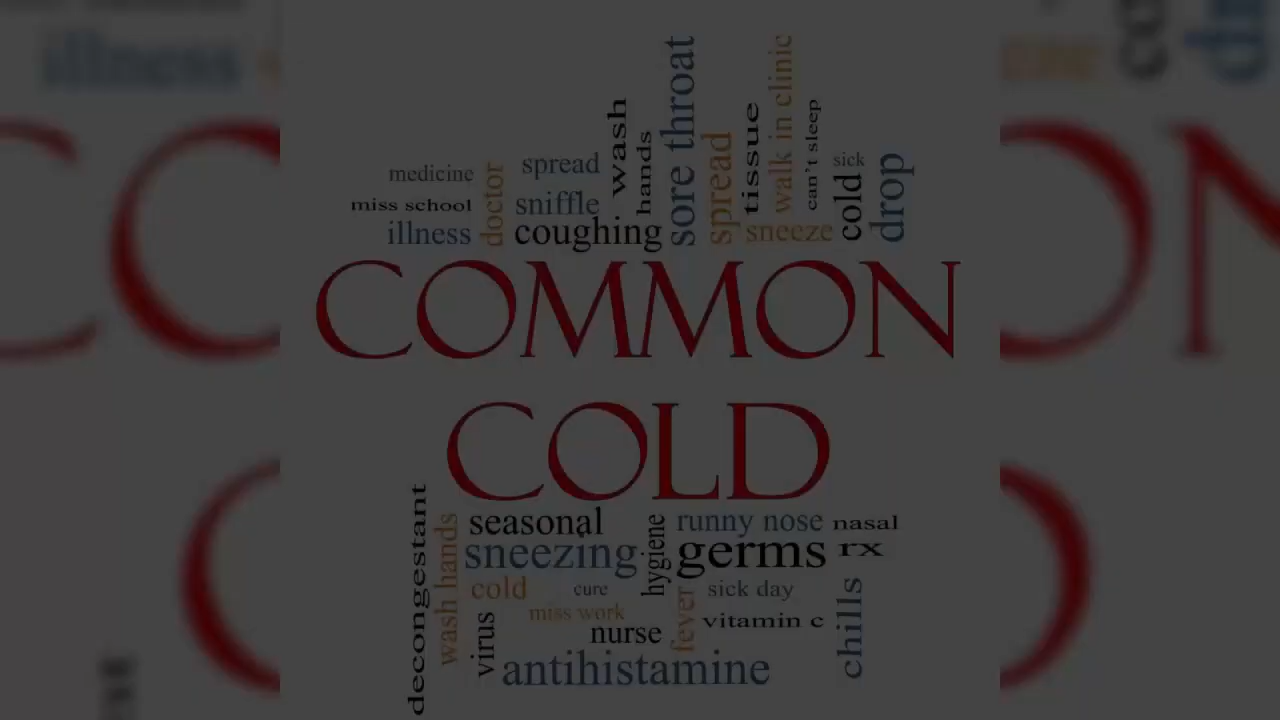 medicine
spread
wash
hands
sore throat
spread
tissue
walk in clinic
can't sleep
sick
miss school
doctor
sniffle
cold
drop
illness
coughing
sneeze
COMMON
COLD
decongestant
wash hands
seasonal
hygiene
runny nose
nasal
sneezing
germs
rx
cold
cure
fever
sick day
chills
miss work
vitamin c
virus
nurse
antihistamine